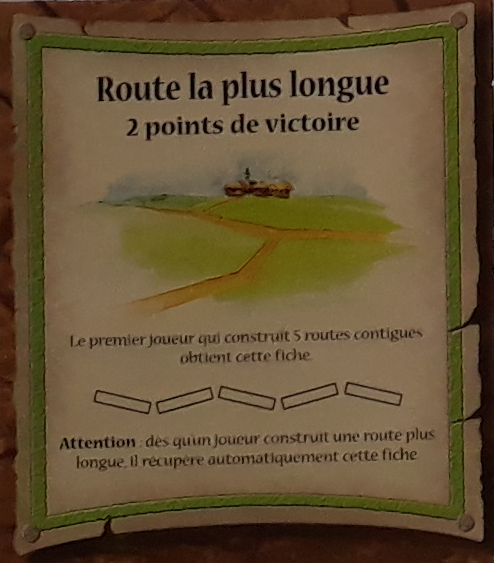 Route la plus longue
2 points de victoire
Le premier joueur qui construit 5 routes contigues
obtient cette fiche.
Attention : dès qu'un joueur construit une route plus
longue, il récupère automatiquement cette fiche